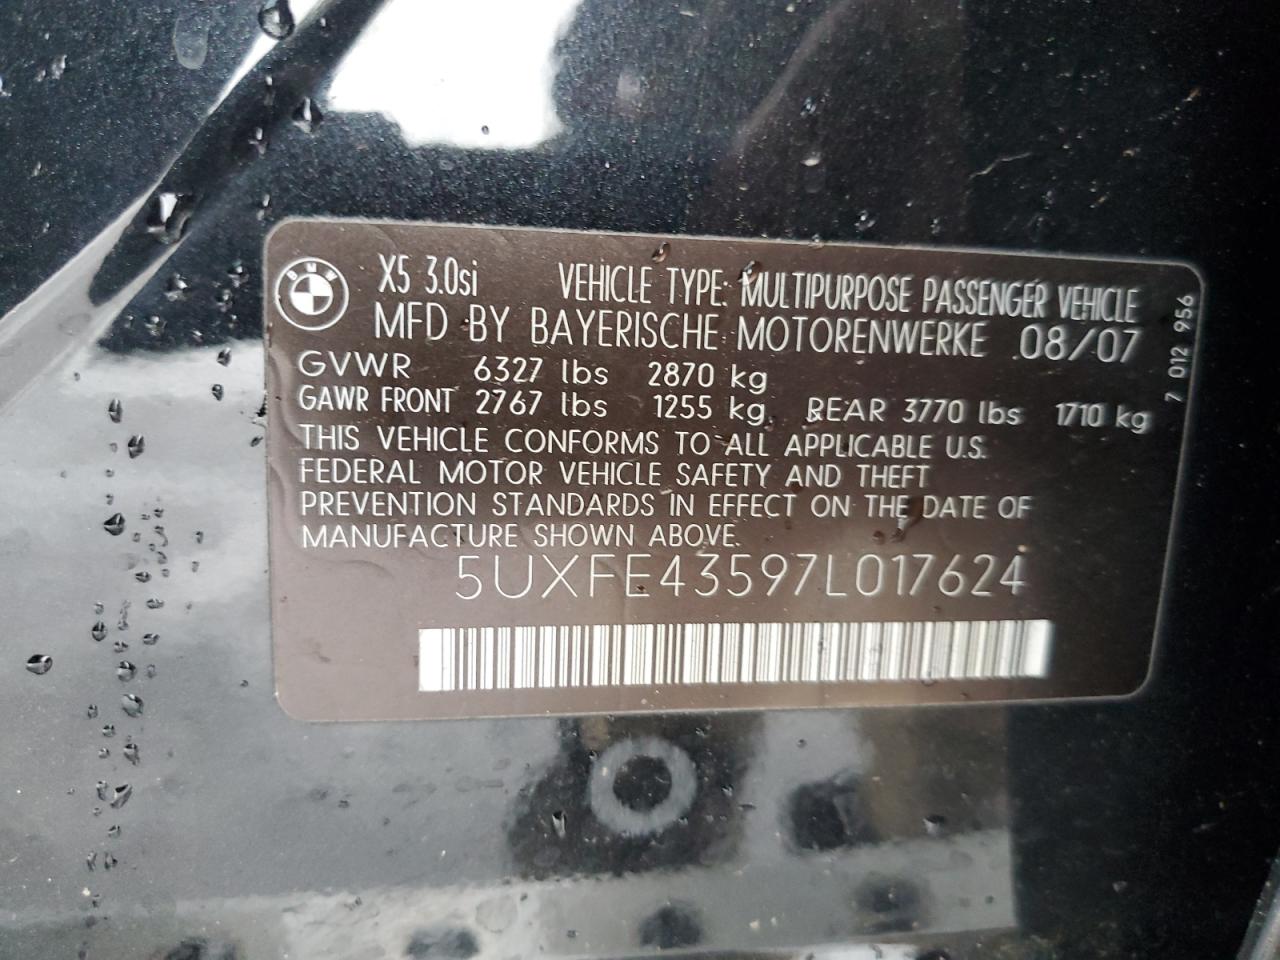 BMW
X5 3.0si VEHICLE TYPE: MULTIPURPOSE PASSENGER VEHICLE
MFD BY BAYERISCHE MOTORENWERKE 08/07
GVWR 6327 lbs 2870 kg
GAWR FRONT 2767 lbs 1255 kg REAR 3770 lbs 1710 kg
THIS VEHICLE CONFORMS TO ALL APPLICABLE U.S.
FEDERAL MOTOR VEHICLE SAFETY AND THEFT
PREVENTION STANDARDS IN EFFECT ON THE DATE OF
MANUFACTURE SHOWN ABOVE.
5UXFE43597L017624
7 012 956